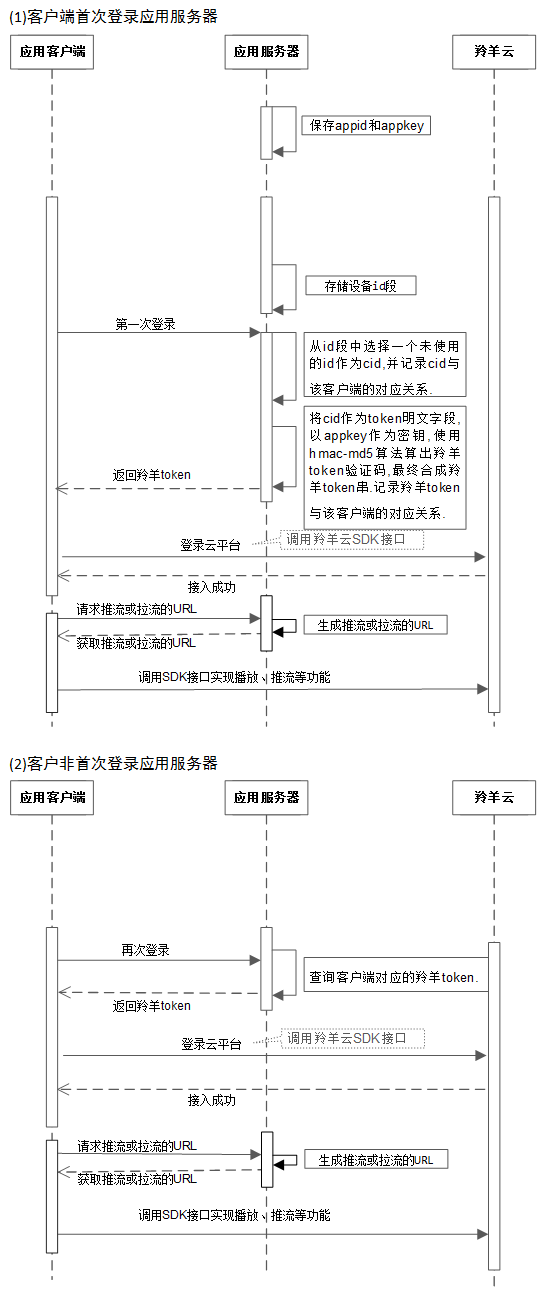 (1)客户端首次登录应用服务器
应用客户端
应用服务器
羚羊云
保存appid和appkey
存储设备id段
第一次登录
从id段中选择一个未使用
的id作为cid,并记录cid与
该客户端的对应关系.
将cid作为token明文字段,
以appkey作为密钥,使用
hmac-md5算法算出羚羊
token验证码,最终合成羚
羊token串.记录羚羊token
与该客户端的对应关系.
返回羚羊token
调用羚羊云SDK接口
登录云平台
接入成功
请求推流或拉流的URL
生成推流或拉流的URL
获取推流或拉流的URL
调用SDK接口实现播放、推流等功能
(2)客户非首次登录应用服务器
应用客户端
应用服务器
羚羊云
再次登录
查询客户端对应的羚羊token.
返回羚羊token
调用羚羊云SDK接口
登录云平台
接入成功
请求推流或拉流的URL
生成推流或拉流的URL
获取推流或拉流的URL
调用SDK接口实现播放、推流等功能